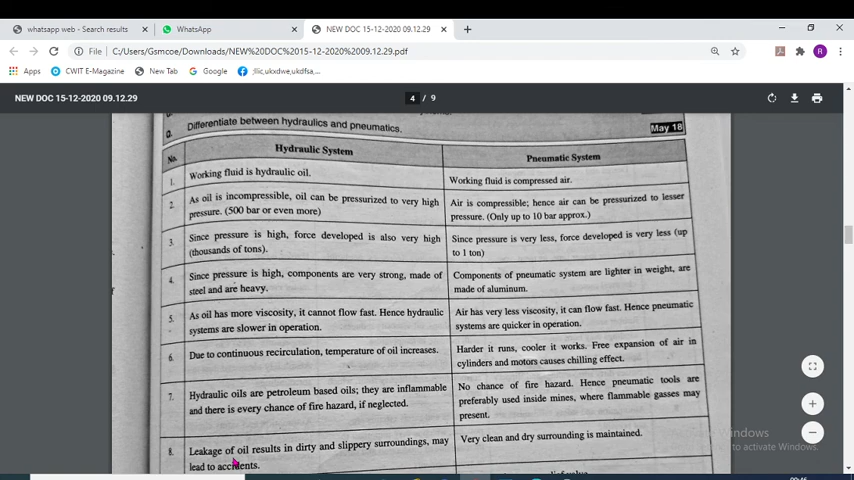 whatsapp web - Search results
WhatsApp
NEW DOC 15-12-2020 09.12.29
File
C:/Users/Gsmcoe/Downloads/NEW%20DOC%2015-12-2020%2009.12.29.pdf
Apps
CWIT E-Magazine
New Tab
Google
;llic,ukxdwe,ukdfsa,...
NEW DOC 15-12-2020 09.12.29
4 / 9
Q. Differentiate between hydraulics and pneumatics.
May 18
No.
Hydraulic System
Pneumatic System
1.
Working fluid is hydraulic oil.
Working fluid is compressed air.
2.
As oil is incompressible, oil can be pressurized to very high
pressure. (500 bar or even more)
Air is compressible; hence air can be pressurized to lesser
pressure. (Only up to 10 bar approx.)
3.
Since pressure is high, force developed is also very high
(thousands of tons).
Since pressure is very less, force developed is very less (up
to 1 ton)
4.
Since pressure is high, components are very strong, made of
steel and are heavy.
Components of pneumatic system are lighter in weight, are
made of aluminum.
5.
As oil has more viscosity, it cannot flow fast. Hence hydraulic
systems are slower in operation.
Air has very less viscosity, it can flow fast. Hence pneumatic
systems are quicker in operation.
6.
Due to continuous recirculation, temperature of oil increases.
Harder it runs, cooler it works. Free expansion of air in
cylinders and motors causes chilling effect.
7.
Hydraulic oils are petroleum based oils; they are inflammable
and there is every chance of fire hazard, if neglected.
No chance of fire hazard. Hence pneumatic tools are
preferably used inside mines, where flammable gasses may
present.
8.
Leakage of oil results in dirty and slippery surroundings, may
lead to accidents.
Very clean and dry surrounding is maintained.
Windows
to activate Windows.